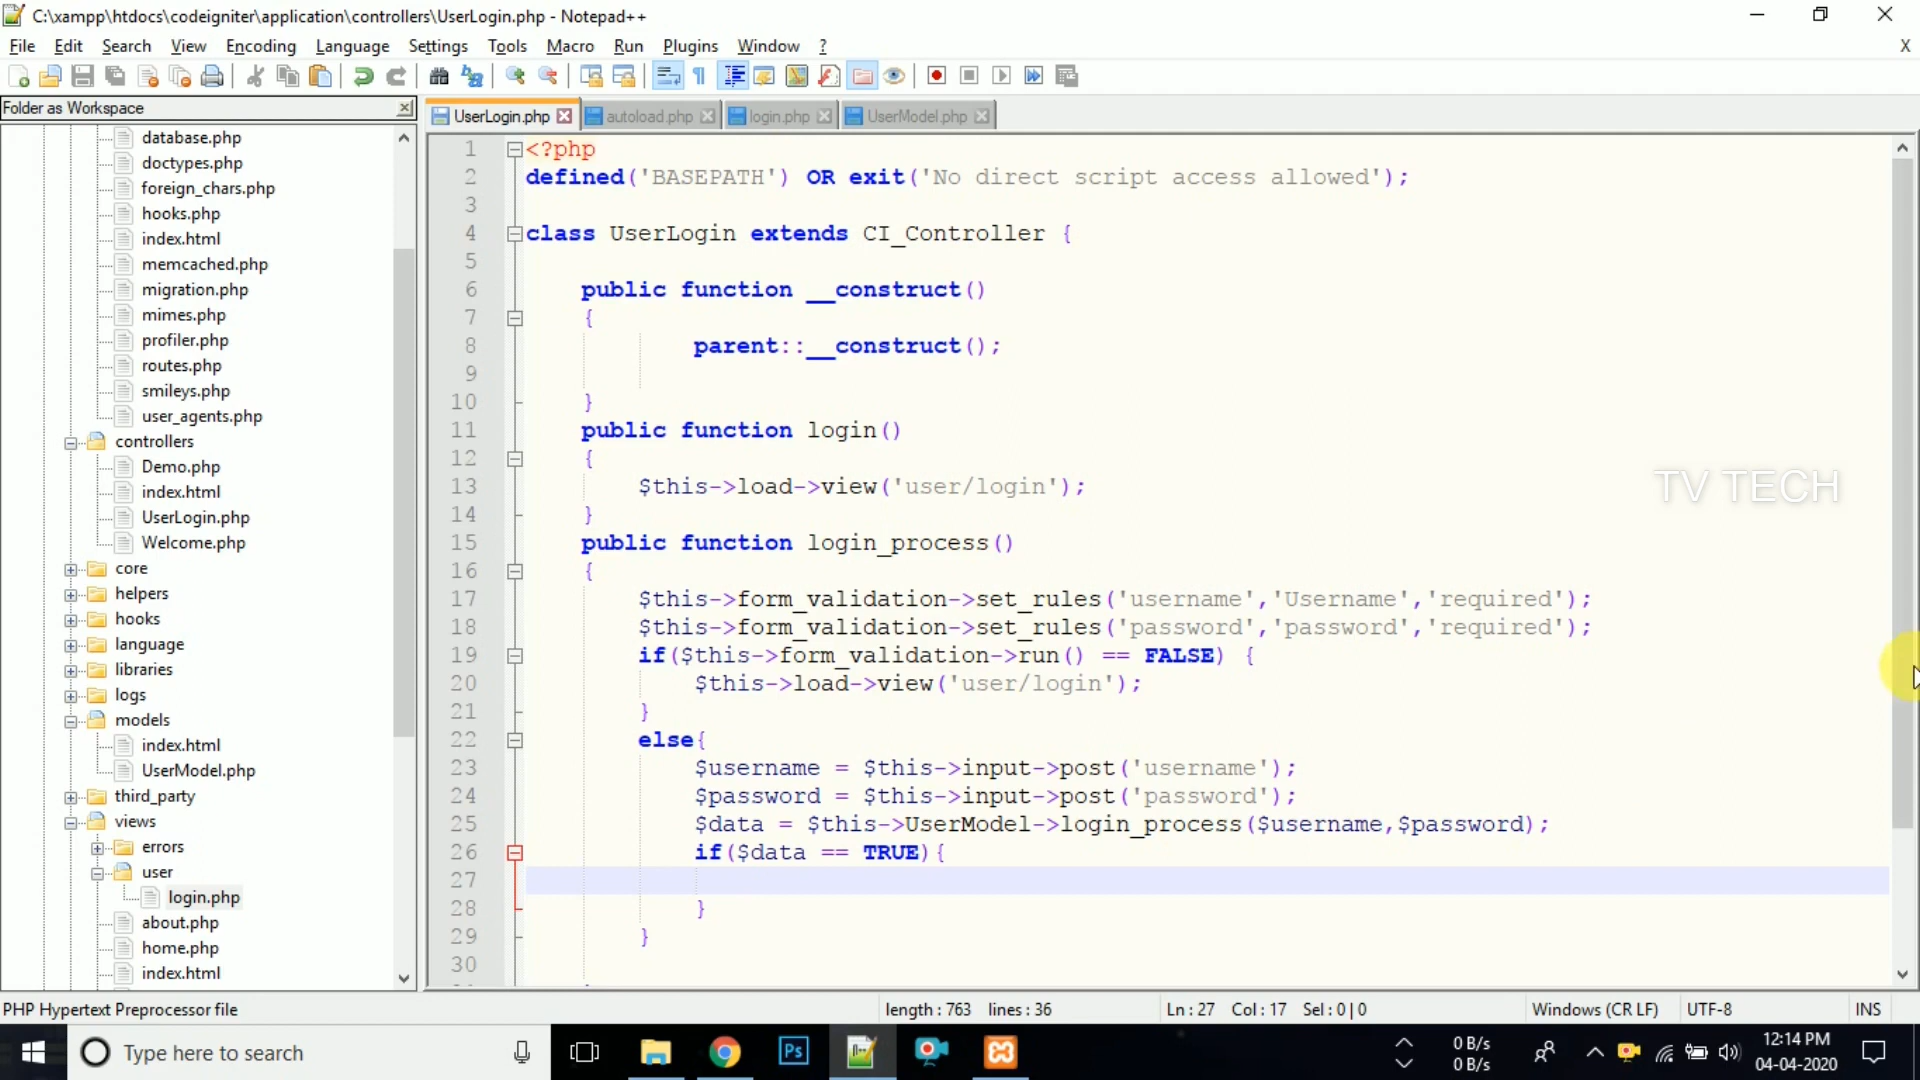 C:\xampp\htdocs\codeigniter\application\controllers\UserLogin.php - Notepad++
File Edit Search View Encoding Language Settings Tools Macro Run Plugins Window ? X
Folder as Workspace
database.php
doctypes.php
foreign_chars.php
hooks.php
index.html
memcached.php
migration.php
mimes.php
profiler.php
routes.php
smileys.php
user_agents.php
controllers
Demo.php
index.html
UserLogin.php
Welcome.php
core
helpers
hooks
language
libraries
logs
models
index.html
UserModel.php
third_party
views
errors
user
login.php
about.php
home.php
index.html
UserLogin.php autoload.php login.php UserModel.php
1 <?php
2 defined('BASEPATH') OR exit('No direct script access allowed');
3
4 class UserLogin extends CI_Controller {
5
6 public function __construct()
7 {
8 parent::__construct();
9
10 }
11 public function login()
12 {
13 $this->load->view('user/login');
14 }
15 public function login_process()
16 {
17 $this->form_validation->set_rules('username','Username','required');
18 $this->form_validation->set_rules('password','password','required');
19 if($this->form_validation->run() == FALSE) {
20 $this->load->view('user/login');
21 }
22 else{
23 $username = $this->input->post('username');
24 $password = $this->input->post('password');
25 $data = $this->UserModel->login_process($username,$password);
26 if($data == TRUE){
27
28 }
29 }
30
TV TECH
PHP Hypertext Preprocessor file length : 763 lines : 36 Ln : 27 Col : 17 Sel : 0 | 0 Windows (CR LF) UTF-8 INS
Type here to search
Ps
0 B/s
0 B/s
12:14 PM
04-04-2020